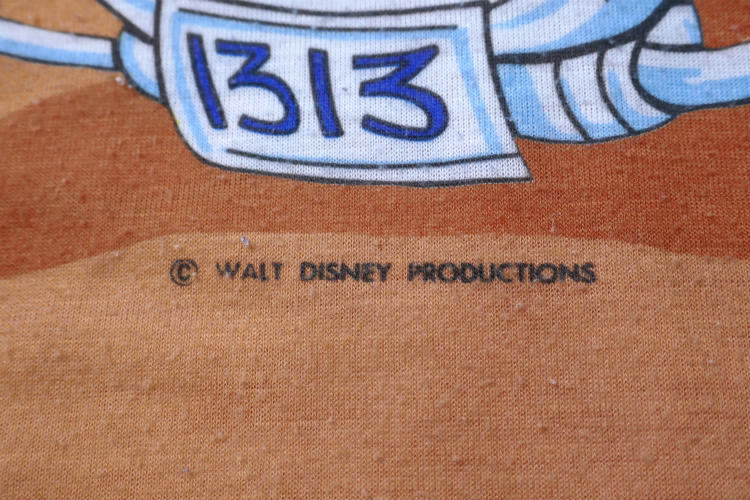 1313
© WALT DISNEY PRODUCTIONS